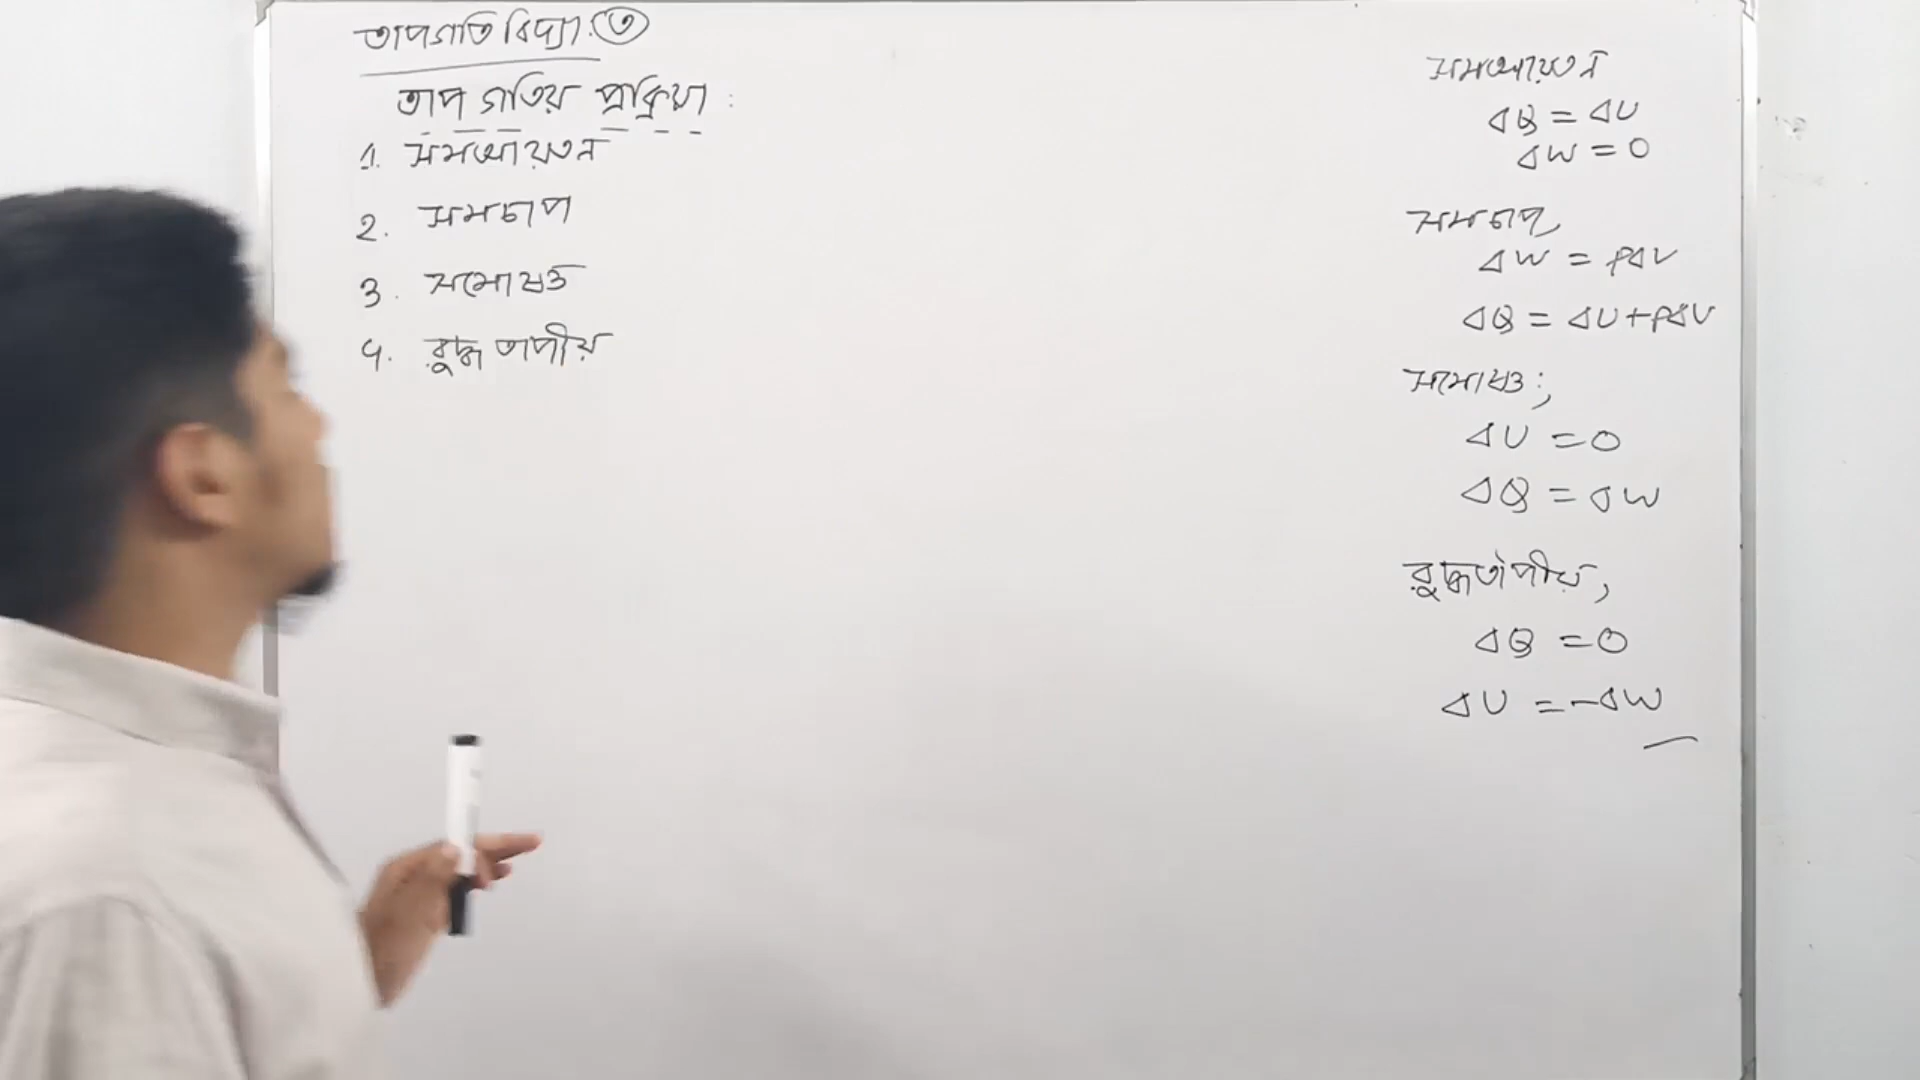 তাপগতি বিদ্যা: ৩
তাপ গতিয় প্রক্রিয়া :
1. সমআয়তন
2. সমচাপ
3. সমোষ্ণ
4. রুদ্ধ তাপীয়
সমআয়তন
ΔQ = ΔU
ΔW = 0
সমচাপ,
ΔW = PΔV
ΔQ = ΔU+PΔV
সমোষ্ণ ;
ΔU = 0
ΔQ = ΔW
রুদ্ধতাপীয়,
ΔQ = 0
ΔU = -ΔW